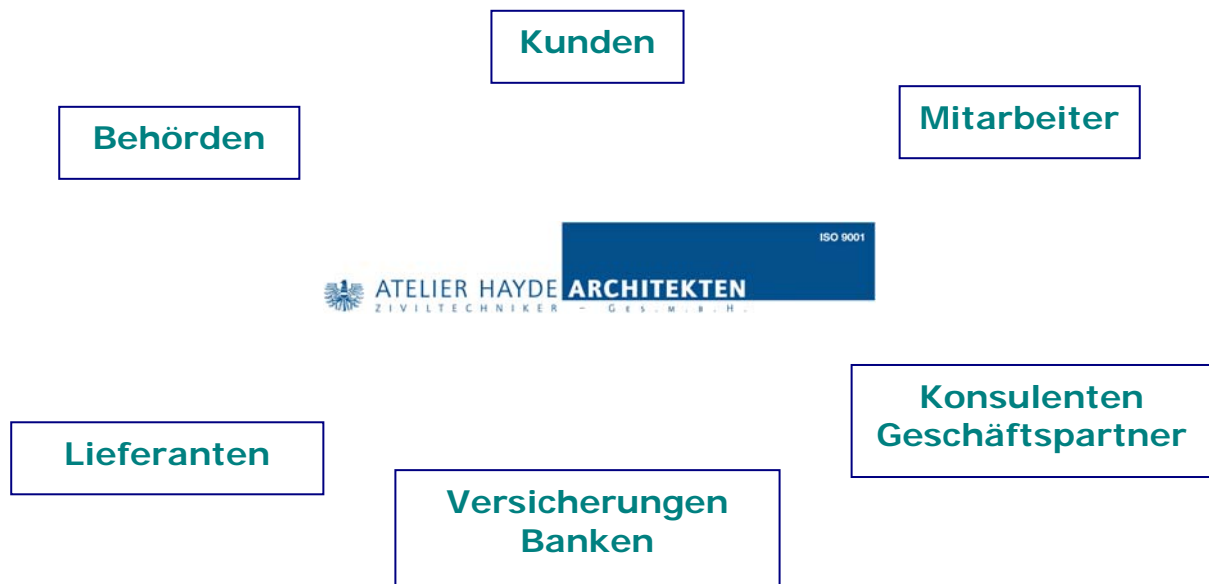 Kunden
Behörden
Mitarbeiter
ISO 9001
ATELIER HAYDE ARCHITEKTEN
ZIVILTECHNIKER - GES.M.B.H.
Konsulenten
Geschäftspartner
Lieferanten
Versicherungen
Banken